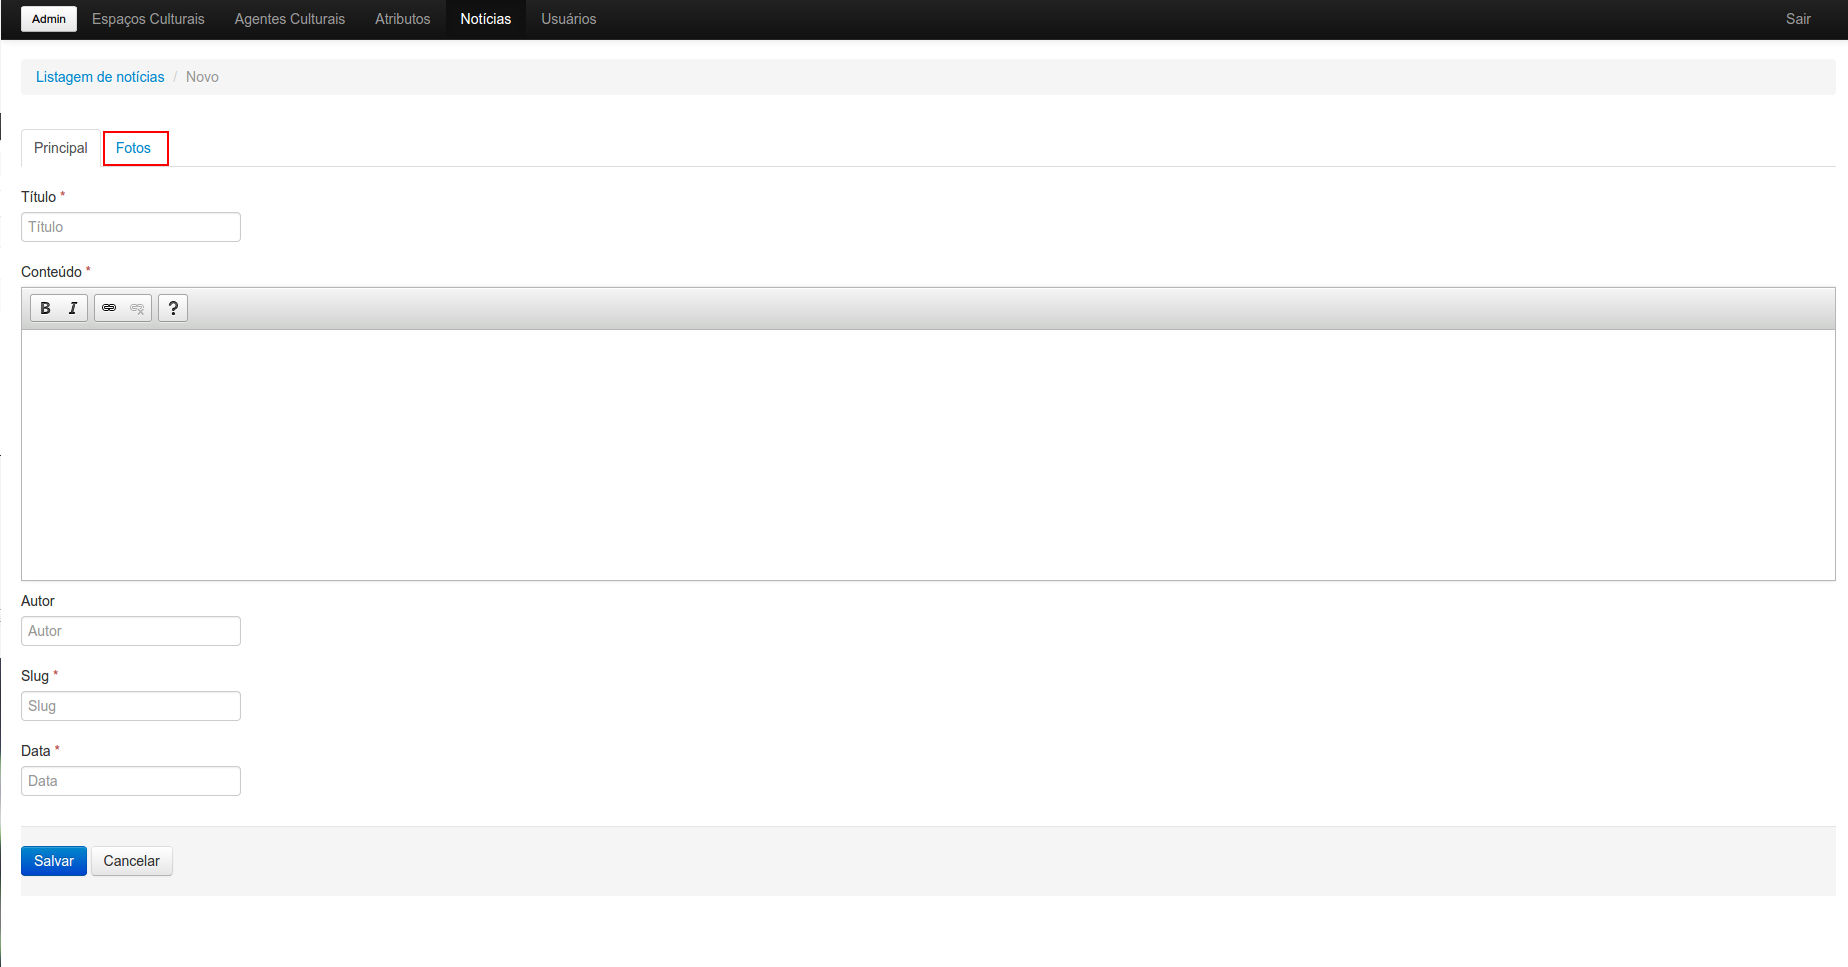 Admin Espaços Culturais Agentes Culturais Atributos Notícias Usuários Sair
Listagem de notícias / Novo
Principal Fotos
Título *
Título
Conteúdo *
B I ?
Autor
Autor
Slug *
Slug
Data *
Data
Salvar Cancelar